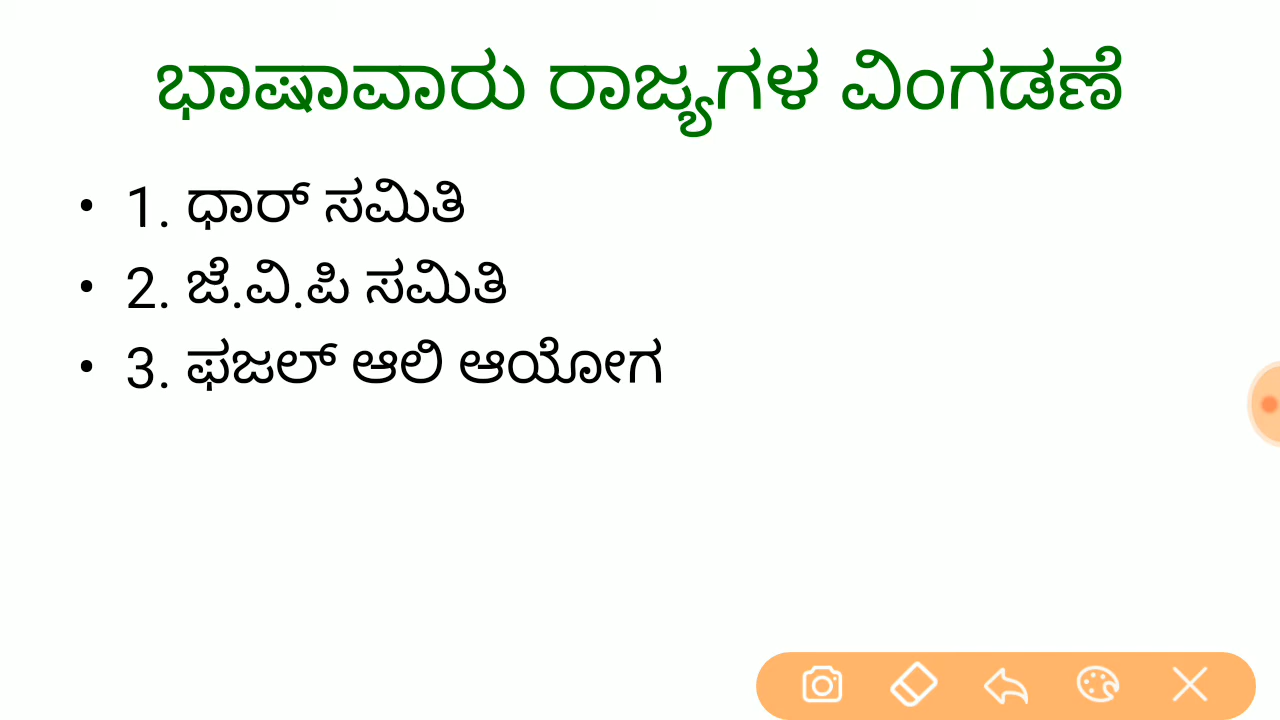 ಭಾಷಾವಾರು ರಾಜ್ಯಗಳ ವಿಂಗಡಣೆ
• 1. ಧಾರ್ ಸಮಿತಿ
• 2. ಜೆ.ವಿ.ಪಿ ಸಮಿತಿ
• 3. ಫಜಲ್ ಆಲಿ ಆಯೋಗ